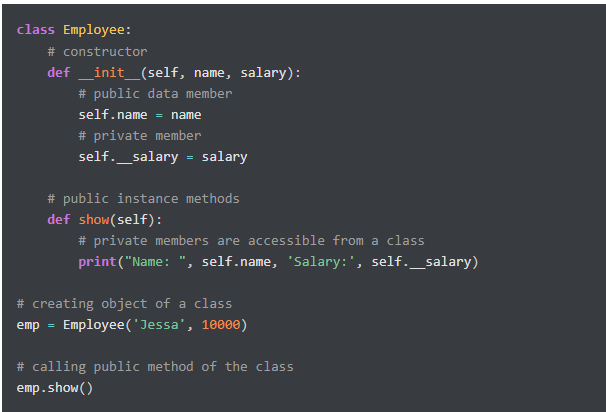 class Employee:
    # constructor
    def __init__(self, name, salary):
        # public data member
        self.name = name
        # private member
        self.__salary = salary

    # public instance methods
    def show(self):
        # private members are accessible from a class
        print("Name: ", self.name, 'Salary:', self.__salary)

# creating object of a class
emp = Employee('Jessa', 10000)

# calling public method of the class
emp.show()